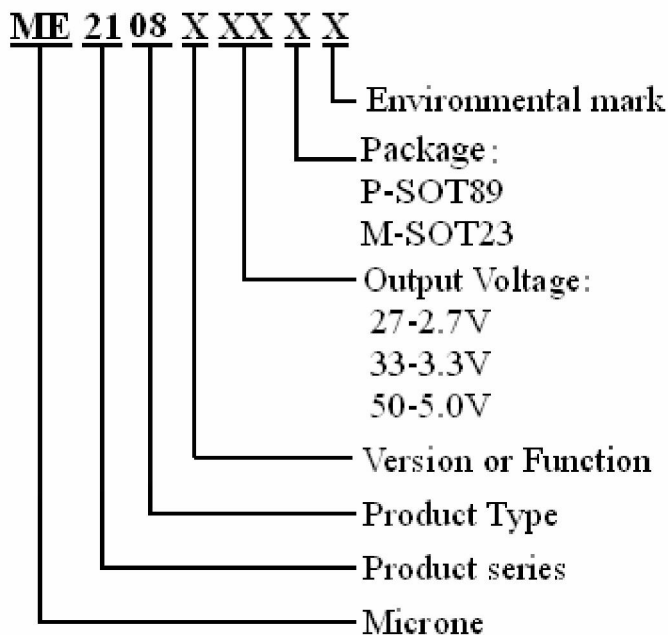 ME 21 08 X XX X X
Environmental mark
Package:
P-SOT89
M-SOT23
Output Voltage:
27-2.7V
33-3.3V
50-5.0V
Version or Function
Product Type
Product series
Microne